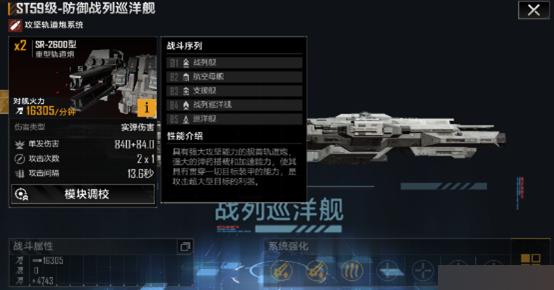 ST59级-防御战列巡洋舰
攻坚轨道炮系统
x2 SR-2600型
重型轨道炮
对舰火力
16305/分钟
伤害类型 实弹伤害
单发伤害 840+84.0
攻击次数 2 x 1
攻击间隔 13.6秒
模块调校
战斗序列
01 战列舰
02 航空母舰
03 支援舰
04 战列巡洋舰
05 巡洋舰
性能介绍
具有强大攻坚能力的舰首轨道炮，
强大的弹药搭载和加速能力，使其
具有贯穿一切目标装甲的能力，是
攻击超大型目标的利器。
战列巡洋舰
战斗属性
16305
0
+4743
系统强化